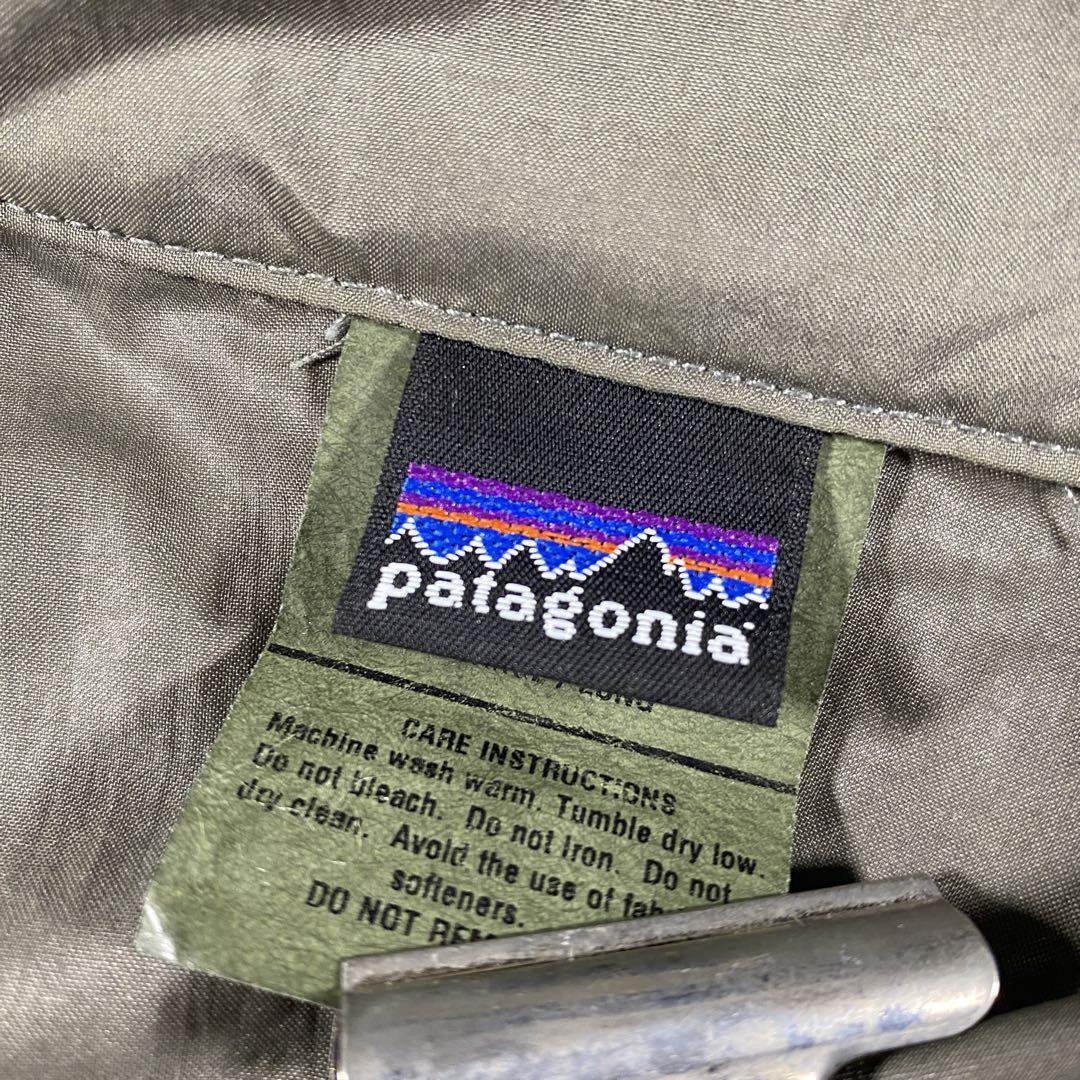 patagonia
LONG
CARE INSTRUCTIONS
Machine wash warm. Tumble dry low.
Do not bleach. Do not iron. Do not
dry clean. Avoid the use of
softeners.
DO NOT